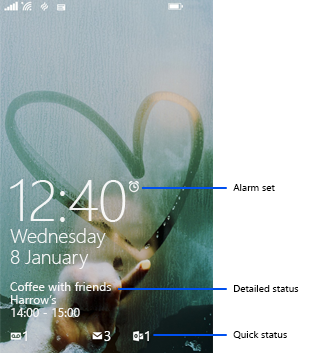 12:40
Alarm set
Wednesday
8 January
Coffee with friends
Detailed status
Harrow's
14:00 - 15:00
1
3
1
Quick status